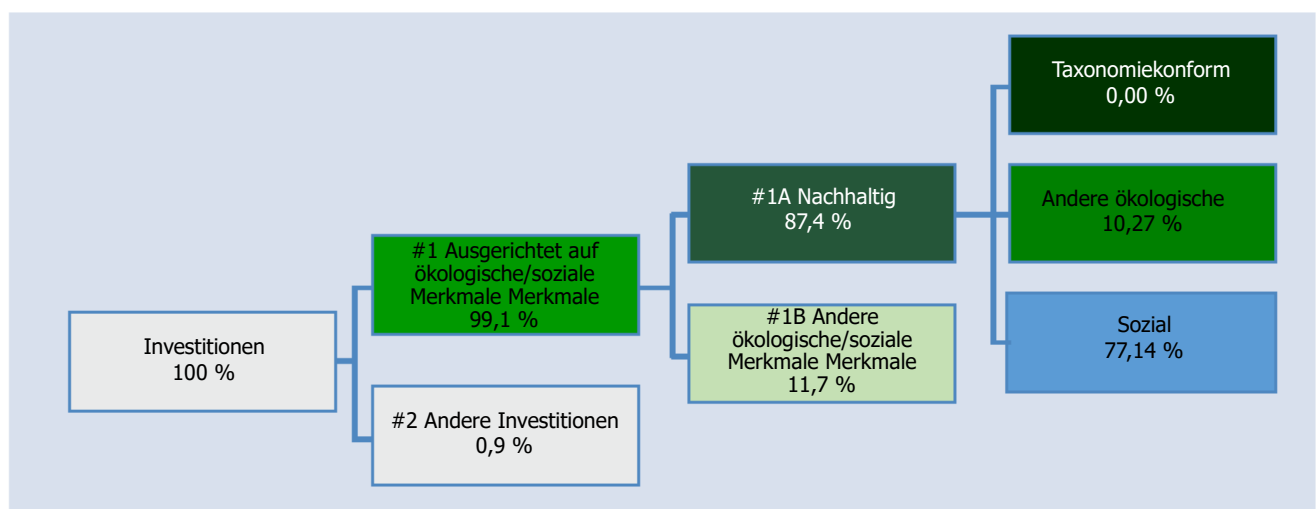 Investitionen
100 %
#1 Ausgerichtet auf
ökologische/soziale
Merkmale Merkmale
99,1 %
#2 Andere Investitionen
0,9 %
#1A Nachhaltig
87,4 %
#1B Andere
ökologische/soziale
Merkmale Merkmale
11,7 %
Taxonomiekonform
0,00 %
Andere ökologische
10,27 %
Sozial
77,14 %